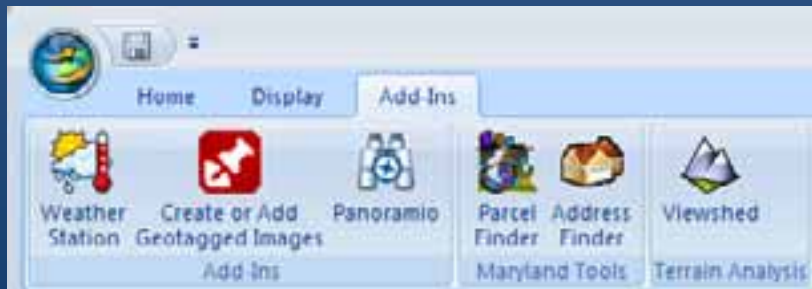 Home Display Add-Ins
Weather Station
Create or Add Geotagged Images
Panoramio
Parcel Finder
Address Finder
Viewshed
Add-Ins Maryland Tools Terrain Analysis